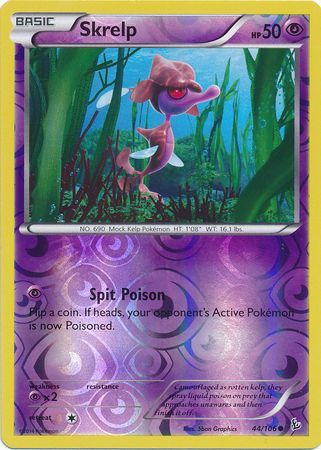 BASIC
Skrelp
HP50
NO. 690 Mock Kelp Pokémon HT: 1'08" WT: 16.1 lbs.
Spit Poison
Flip a coin. If heads, your opponent's Active Pokémon
is now Poisoned.
weakness resistance
×2
retreat
Camouflaged as rotten kelp, they
spray liquid poison on prey that
approaches unawares and then
finish it off.
©2014 Pokémon
Illus. 5ban Graphics
44/106